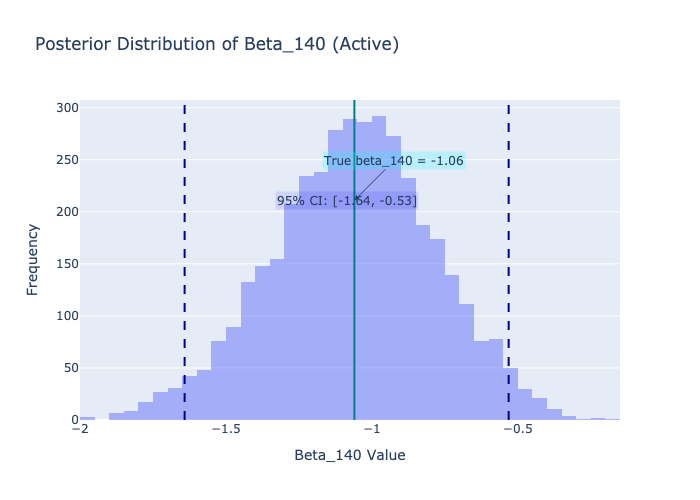 Posterior Distribution of Beta_140 (Active)
300
250
200
150
100
50
0
Frequency
True beta_140 = -1.06
95% CI: [-1.64, -0.53]
−2
−1.5
−1
−0.5
Beta_140 Value